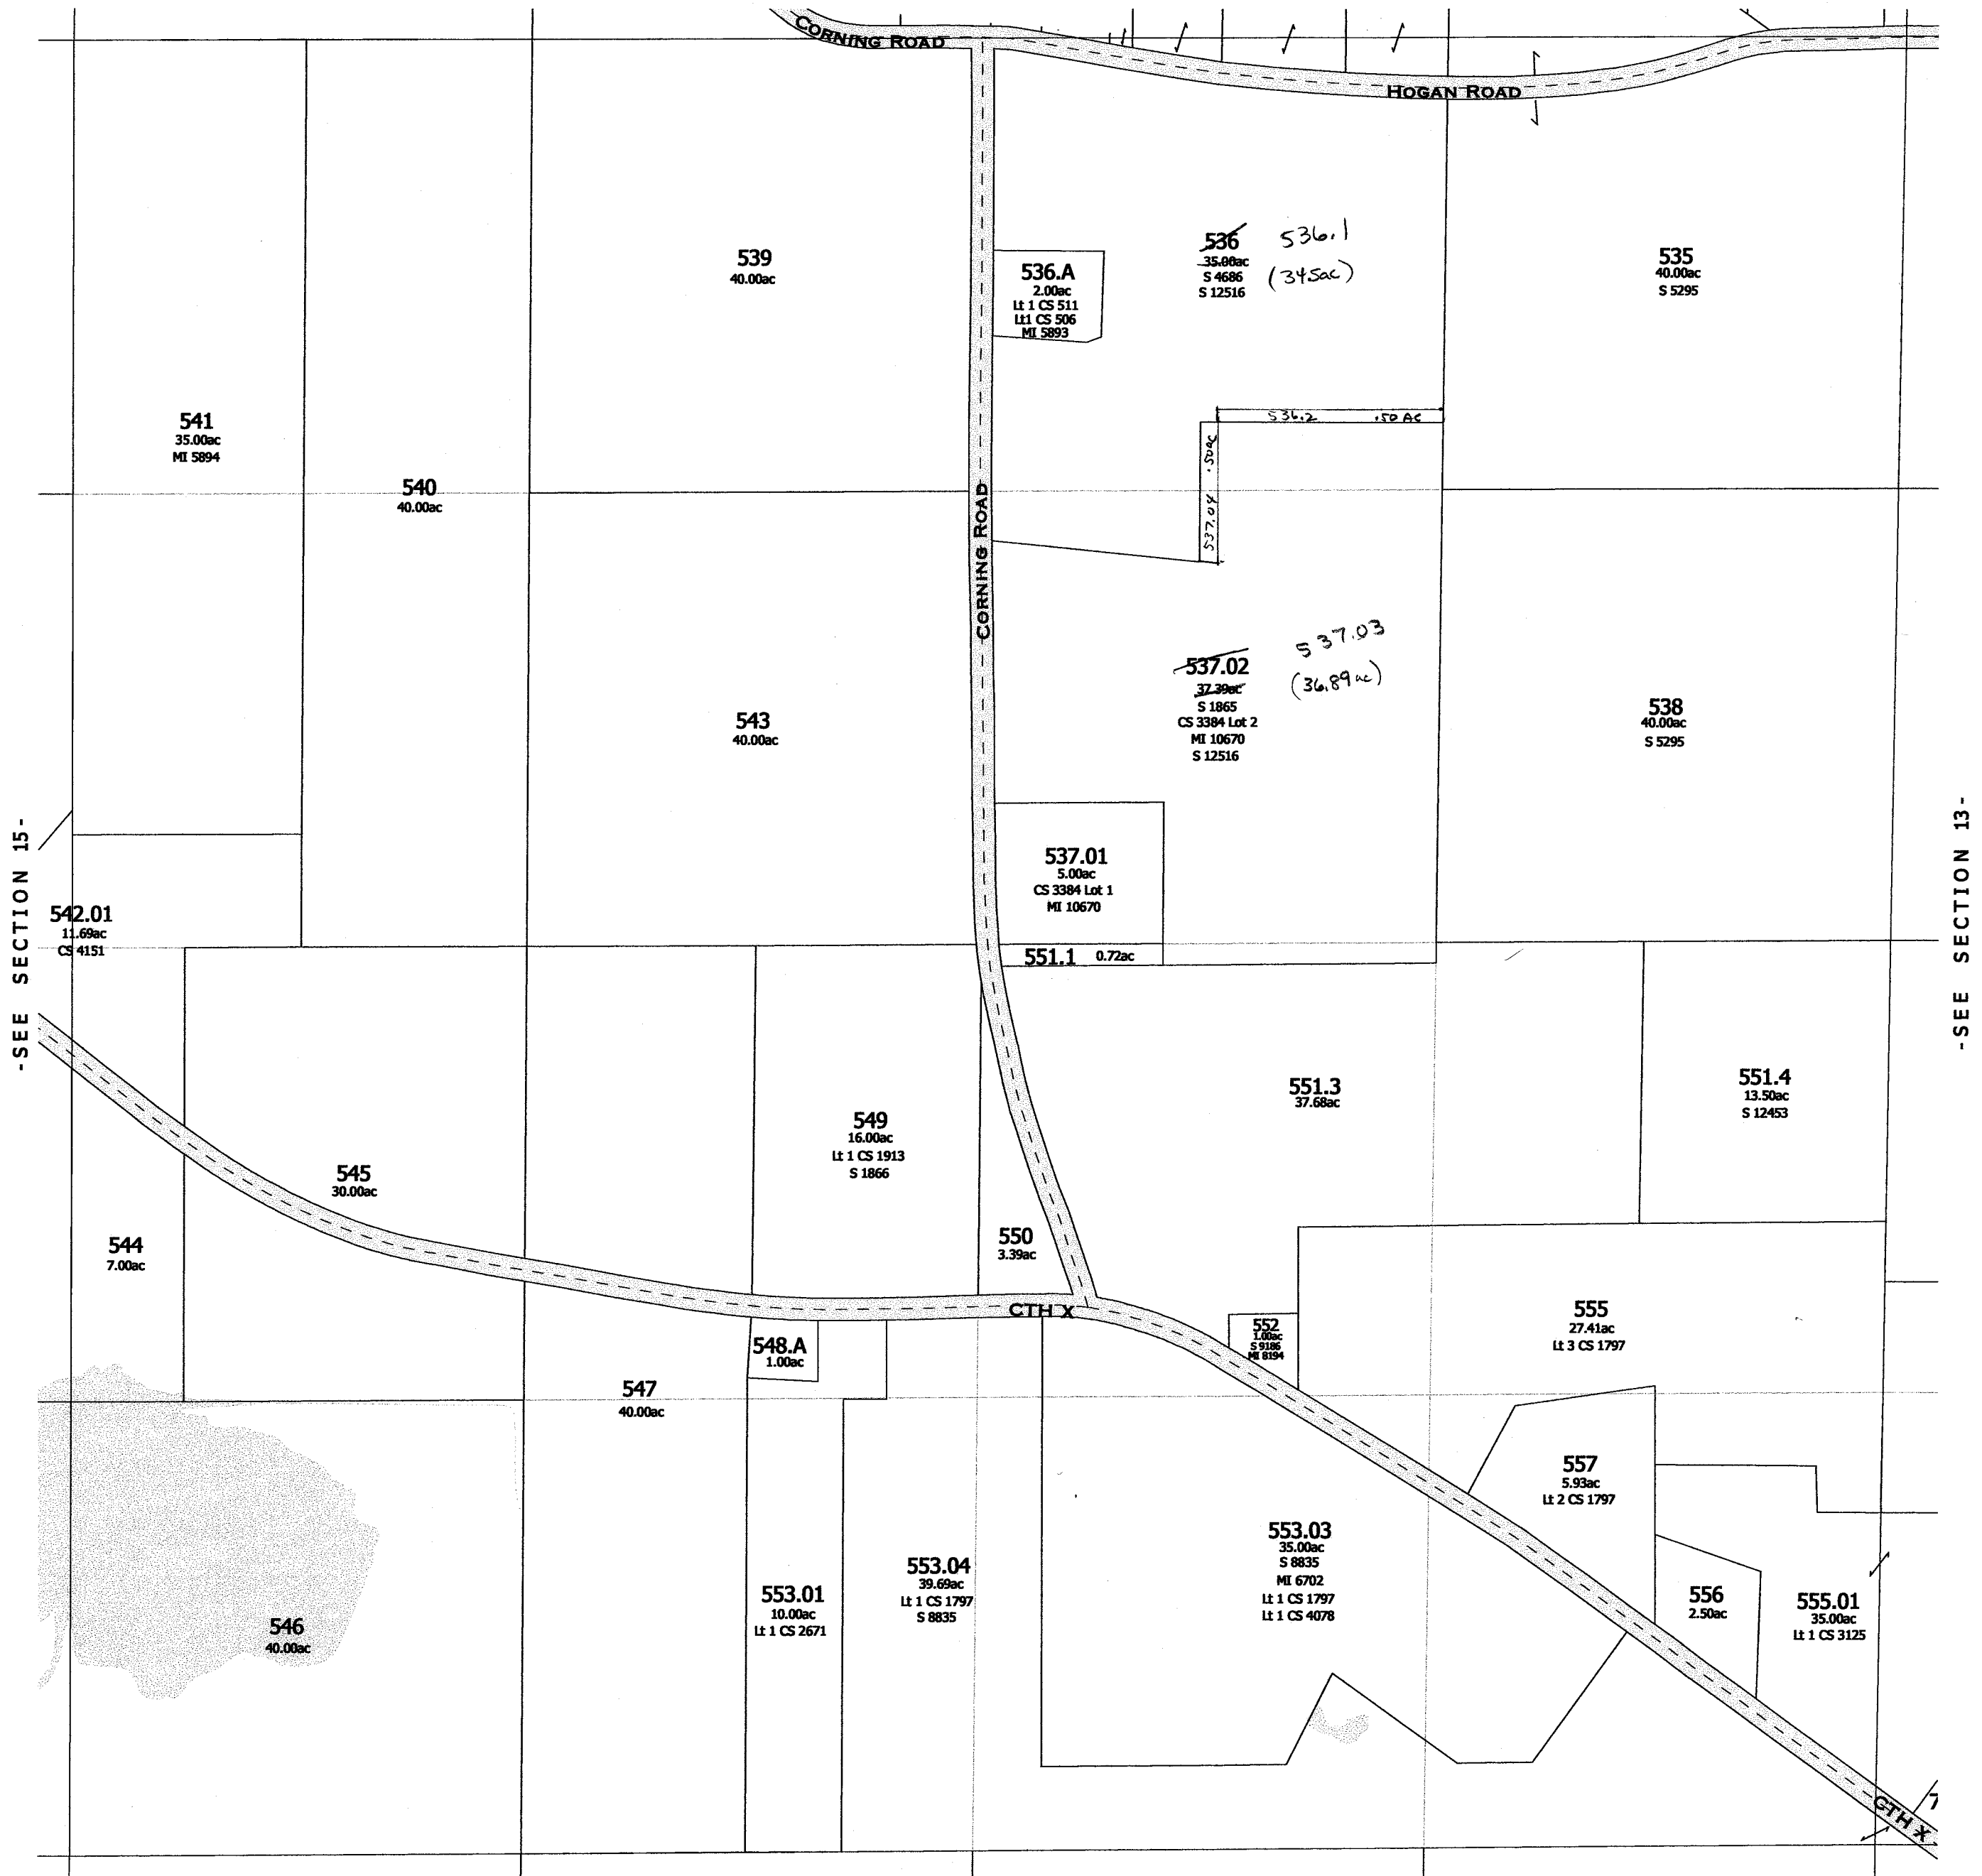 CORNING ROAD
HOGAN ROAD
536
35.00ac
S 4686
S 12516
536.1
(34.5ac)
539
40.00ac
536.A
2.00ac
Lt 1 CS 511
Lt1 CS 506
MI 5893
535
40.00ac
S 5295
541
35.00ac
MI 5894
536.2 .50 AC
537.04 .50ac
540
40.00ac
CORNING ROAD
537.02
37.39ac
S 1865
CS 3384 Lot 2
MI 10670
S 12516
537.03
(36.89ac)
543
40.00ac
538
40.00ac
S 5295
-SEE SECTION 15-
-SEE SECTION 13-
537.01
5.00ac
CS 3384 Lot 1
MI 10670
542.01
11.69ac
CS 4151
551.1 0.72ac
551.3
37.68ac
551.4
13.50ac
S 12453
549
16.00ac
Lt 1 CS 1913
S 1866
545
30.00ac
544
7.00ac
550
3.39ac
CTH X
552
1.00ac
S 9186
MI 8194
555
27.41ac
Lt 3 CS 1797
548.A
1.00ac
547
40.00ac
557
5.93ac
Lt 2 CS 1797
553.03
35.00ac
S 8835
MI 6702
Lt 1 CS 1797
Lt 1 CS 4078
553.04
39.69ac
Lt 1 CS 1797
S 8835
553.01
10.00ac
Lt 1 CS 2671
556
2.50ac
555.01
35.00ac
Lt 1 CS 3125
546
40.00ac
CTH X
7